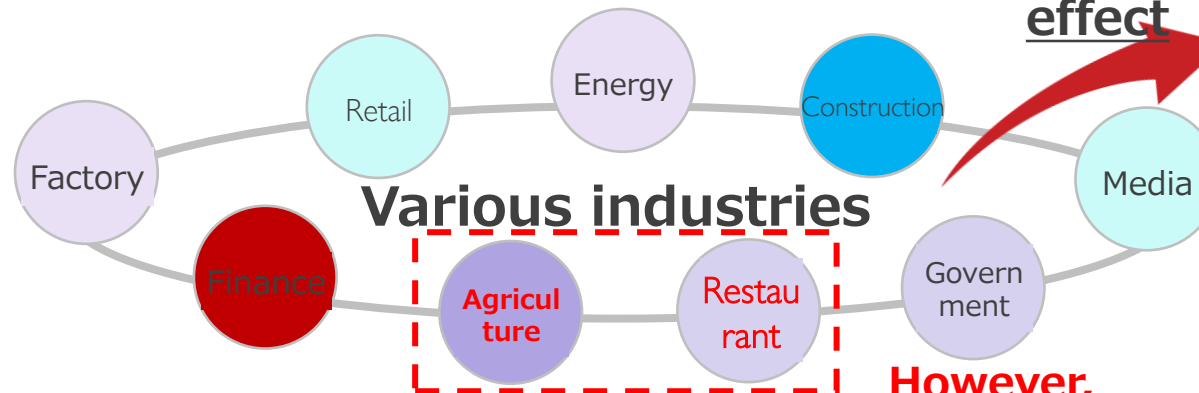 effect
Energy
Retail
Construction
Factory
Media
Various industries
Finance
Agricul
ture
Restau
rant
Govern
ment
However,